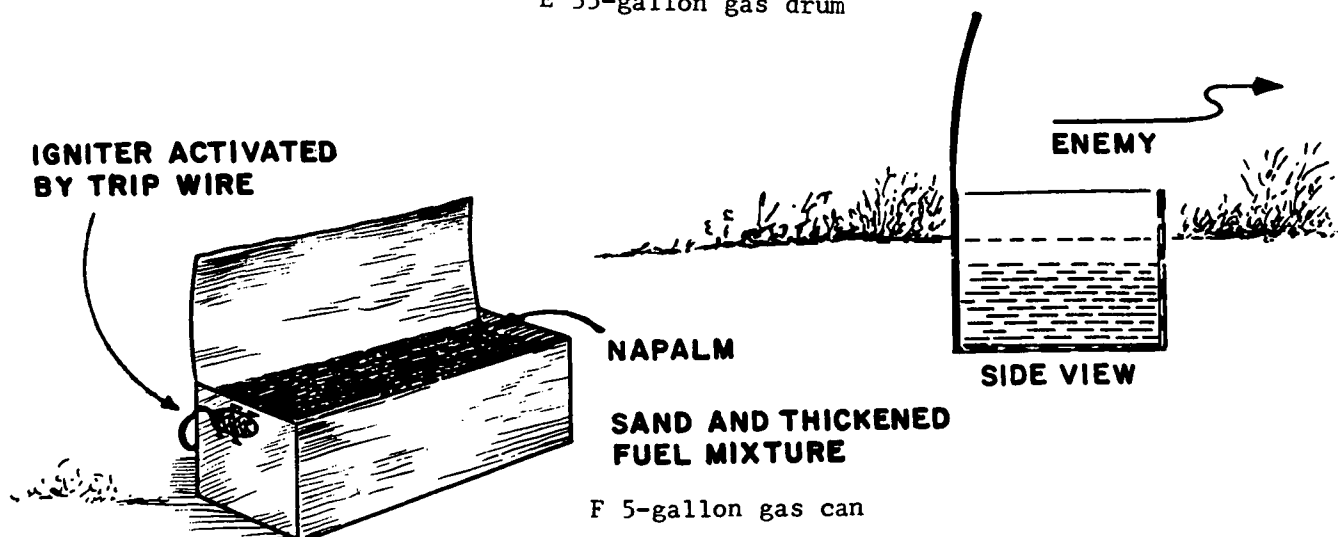 E 55-gallon gas drum
IGNITER ACTIVATED
BY TRIP WIRE
ENEMY
NAPALM
SIDE VIEW
SAND AND THICKENED
FUEL MIXTURE
F 5-gallon gas can